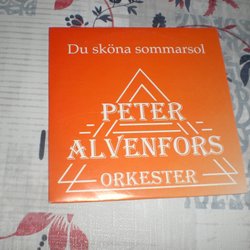 Du sköna sommarsol
PETER
ALVENFORS
ORKESTER